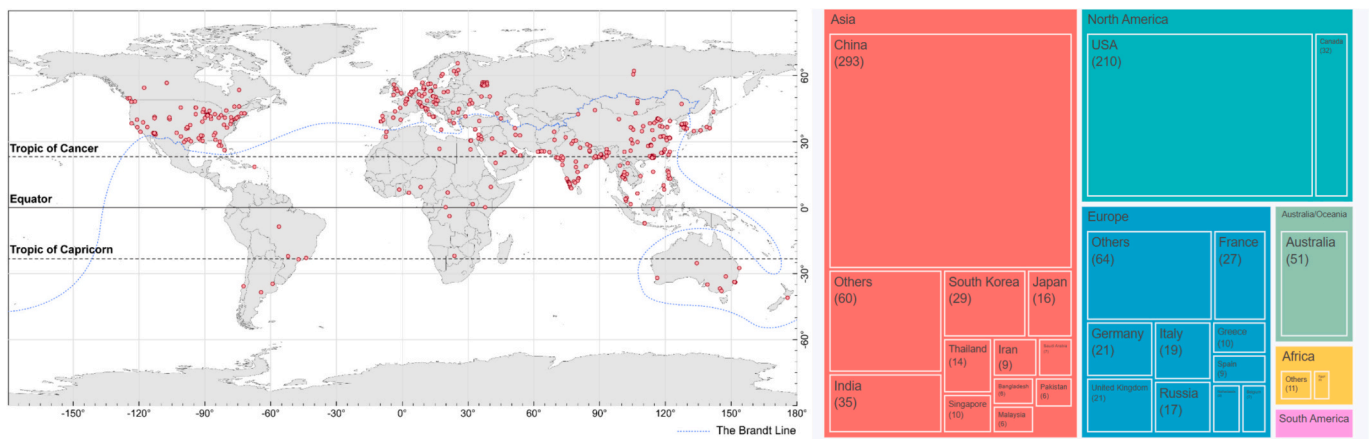 60°
30°
0°
-30°
-60°
Tropic of Cancer
Equator
Tropic of Capricorn
-150°
-120°
-90°
-60°
-30°
0°
30°
60°
90°
120°
150°
180°
The Brandt Line
Asia
China
(293)
Others
(60)
India
(35)
South Korea
(29)
Japan
(16)
Thailand
(14)
Singapore
(10)
Iran
(9)
Bangladesh
Malaysia
Pakistan
(6)
North America
USA
(210)
Canada
(32)
Europe
Others
(64)
France
(27)
Germany
(21)
Italy
(19)
Greece
(10)
Spain
(9)
United Kingdom
(21)
Russia
(17)
Australia/Oceania
Australia
(51)
Africa
Others
(11)
South America